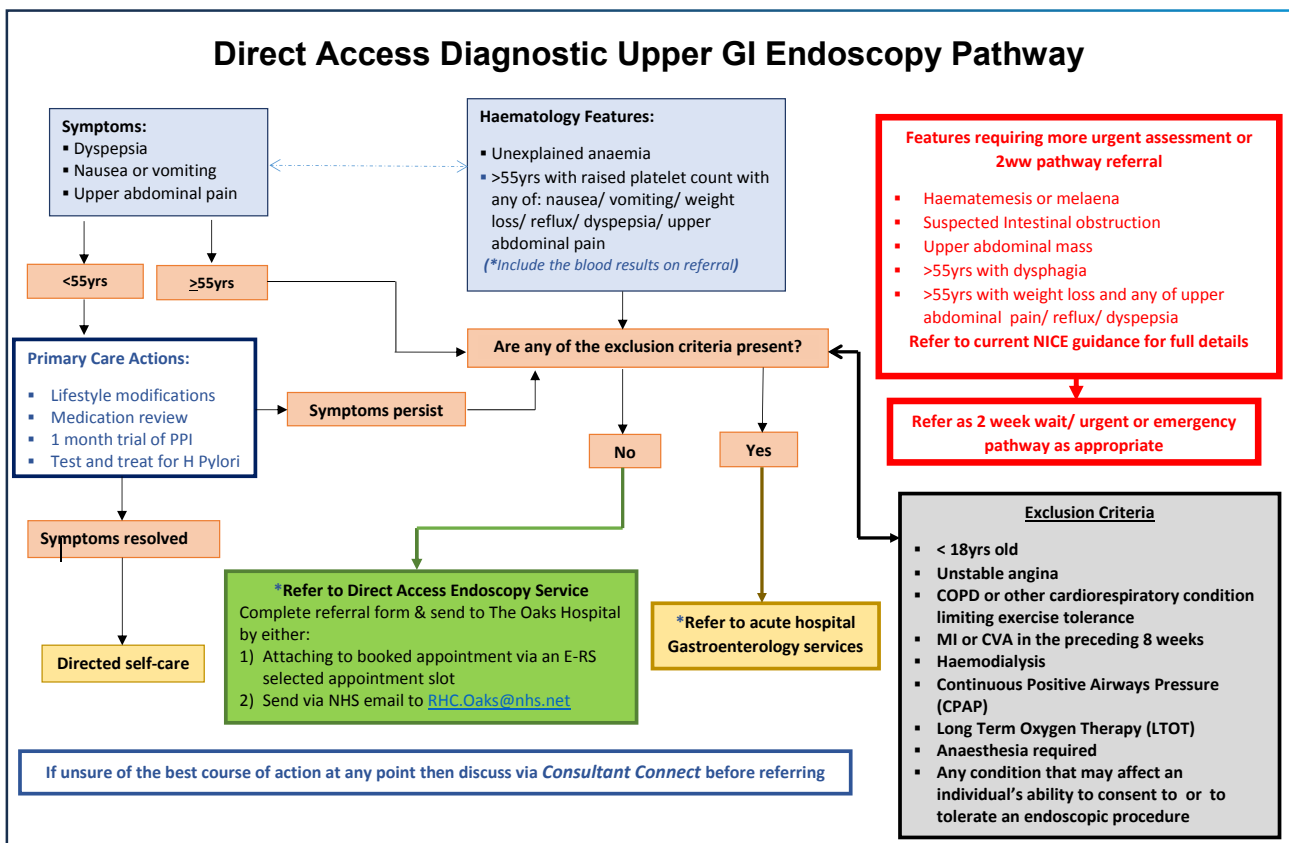 Direct Access Diagnostic Upper GI Endoscopy Pathway
Symptoms:
▪ Dyspepsia
▪ Nausea or vomiting
▪ Upper abdominal pain
Haematology Features:
▪ Unexplained anaemia
▪ >55yrs with raised platelet count with
any of: nausea/ vomiting/ weight
loss/ reflux/ dyspepsia/ upper
abdominal pain
(*Include the blood results on referral)
Features requiring more urgent assessment or
2ww pathway referral
▪ Haematemesis or melaena
▪ Suspected Intestinal obstruction
▪ Upper abdominal mass
▪ >55yrs with dysphagia
▪ >55yrs with weight loss and any of upper
abdominal pain/ reflux/ dyspepsia
Refer to current NICE guidance for full details
<55yrs
≥55yrs
Primary Care Actions:
▪ Lifestyle modifications
▪ Medication review
▪ 1 month trial of PPI
▪ Test and treat for H Pylori
Symptoms persist
Are any of the exclusion criteria present?
Refer as 2 week wait/ urgent or emergency
pathway as appropriate
No
Yes
Symptoms resolved
Directed self-care
*Refer to Direct Access Endoscopy Service
Complete referral form & send to The Oaks Hospital
by either:
1) Attaching to booked appointment via an E-RS
selected appointment slot
2) Send via NHS email to RHC.Oaks@nhs.net
*Refer to acute hospital
Gastroenterology services
Exclusion Criteria
▪ < 18yrs old
▪ Unstable angina
▪ COPD or other cardiorespiratory condition
limiting exercise tolerance
▪ MI or CVA in the preceding 8 weeks
▪ Haemodialysis
▪ Continuous Positive Airways Pressure
(CPAP)
▪ Long Term Oxygen Therapy (LTOT)
▪ Anaesthesia required
▪ Any condition that may affect an
individual's ability to consent to or to
tolerate an endoscopic procedure
If unsure of the best course of action at any point then discuss via Consultant Connect before referring